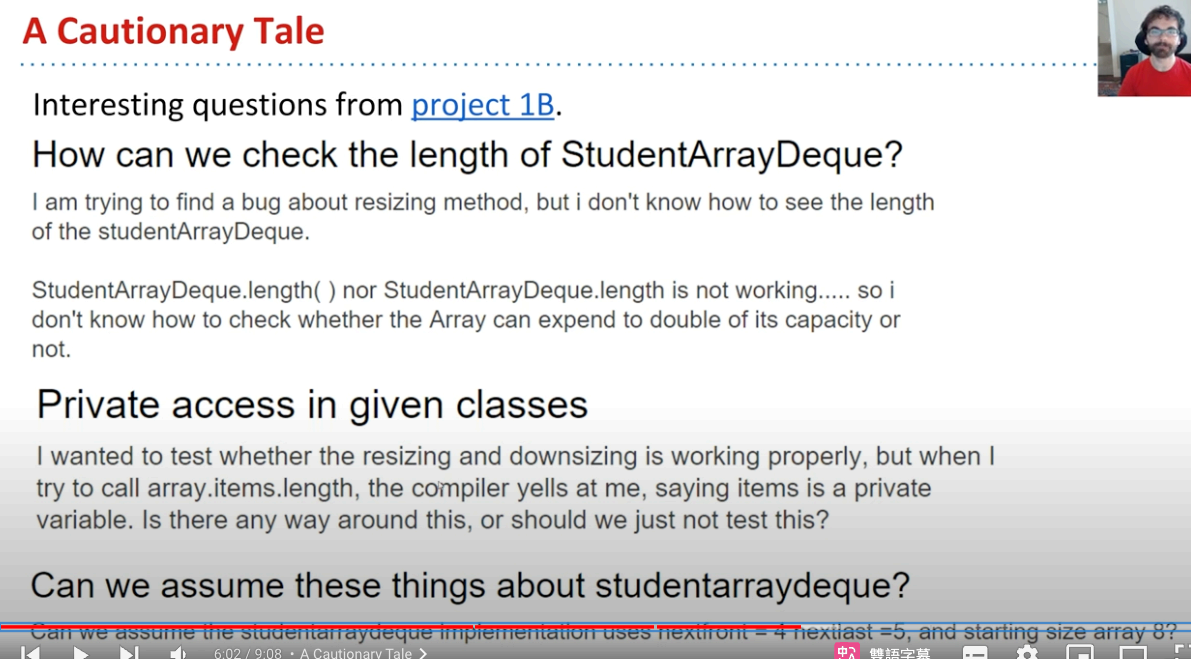 A Cautionary Tale
Interesting questions from project 1B.
How can we check the length of StudentArrayDeque?
I am trying to find a bug about resizing method, but i don't know how to see the length
of the studentArrayDeque.
StudentArrayDeque.length( ) nor StudentArrayDeque.length is not working..... so i
don't know how to check whether the Array can expend to double of its capacity or
not.
Private access in given classes
I wanted to test whether the resizing and downsizing is working properly, but when I
try to call array.items.length, the compiler yells at me, saying items is a private
variable. Is there any way around this, or should we just not test this?
Can we assume these things about studentarraydeque?
Can we assume the studentarraydeque implementation uses nextfront = 4 nextlast =5, and starting size array 8?
6:02 / 9:08 • A Cautionary Tale
中 雙語字幕